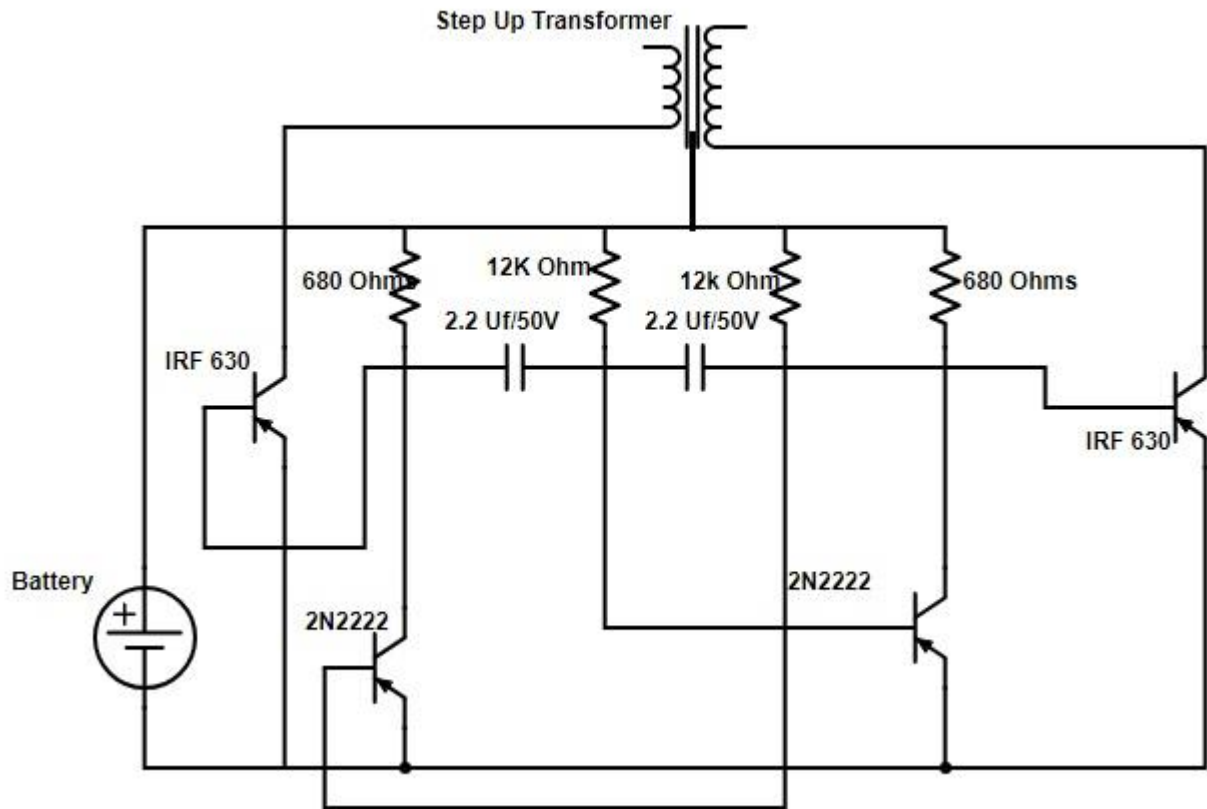 Step Up Transformer
680 Ohms
12K Ohm
12k Ohm
680 Ohms
2.2 Uf/50V
2.2 Uf/50V
IRF 630
IRF 630
Battery
+
2N2222
2N2222